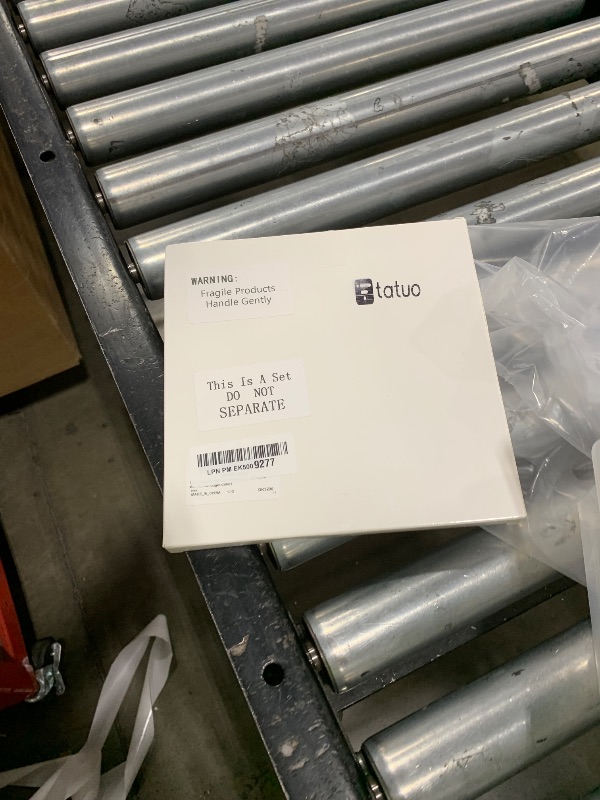 WARNING:
Fragile Products
Handle Gently
tatuo
This Is A Set
DO NOT
SEPARATE
LPN PM EK5009277